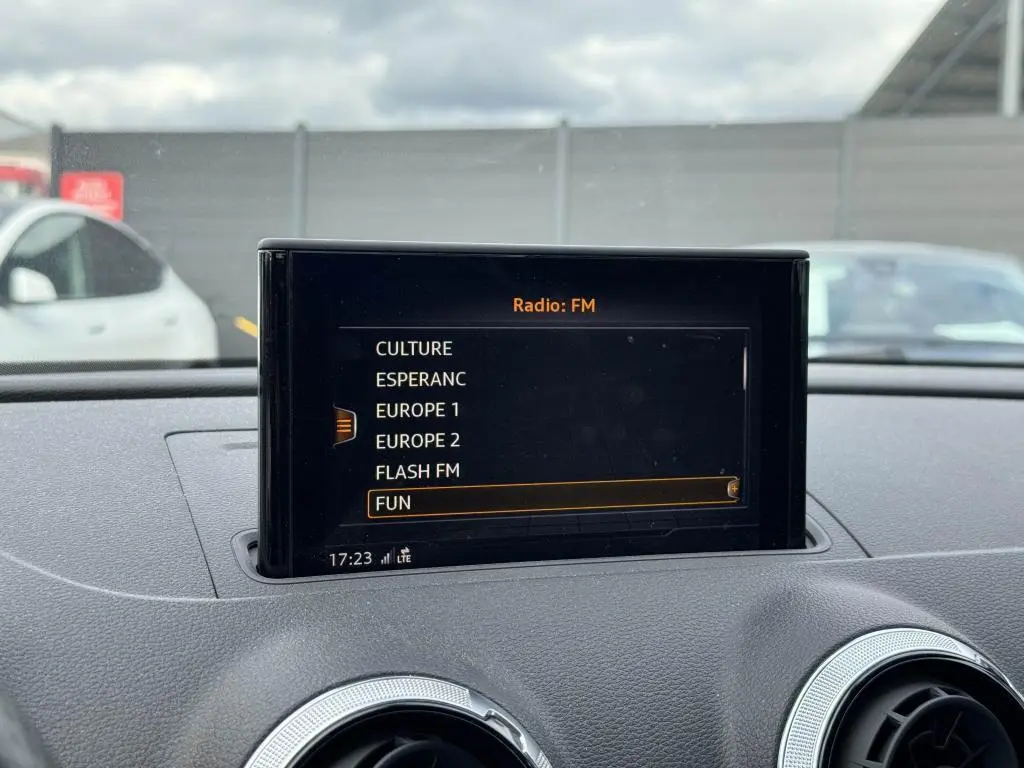 Radio: FM
CULTURE
ESPERANC
EUROPE 1
EUROPE 2
FLASH FM
FUN
17:23 LTE